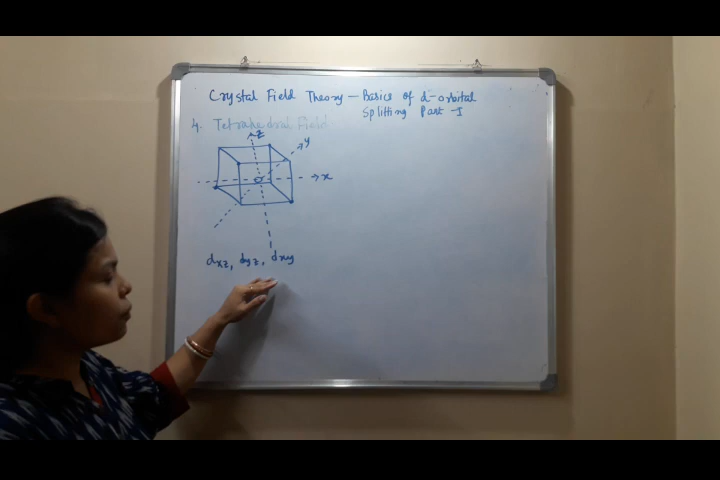 Crystal Field Theory — Basics of d-orbital
Splitting Part - I
4. Tetrahedral Field
z
y
x
dxz, dyz, dxy